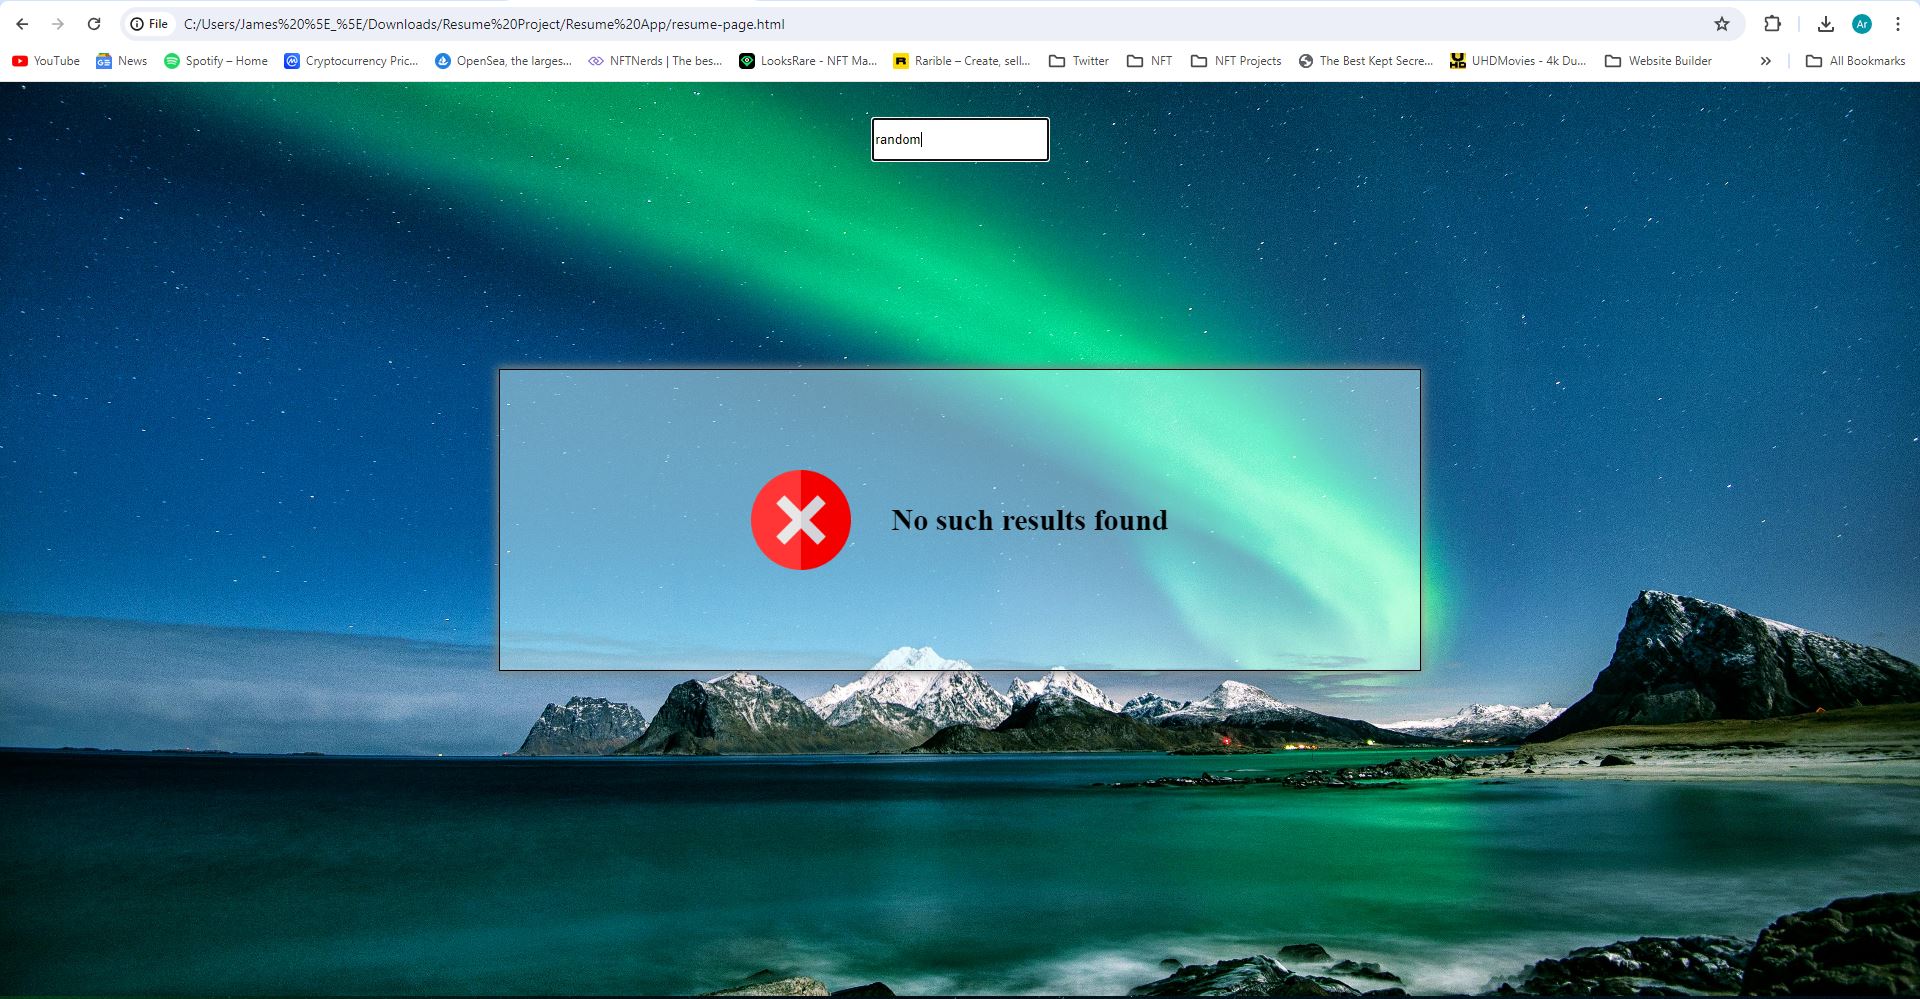 File C:/Users/James%20%5E_%5E/Downloads/Resume%20Project/Resume%20App/resume-page.html Ar
YouTube News Spotify – Home Cryptocurrency Pric... OpenSea, the larges... NFTNerds | The bes... LooksRare - NFT Ma... Rarible – Create, sell... Twitter NFT NFT Projects The Best Kept Secre... UHDMovies - 4k Du... Website Builder » All Bookmarks
random
No such results found